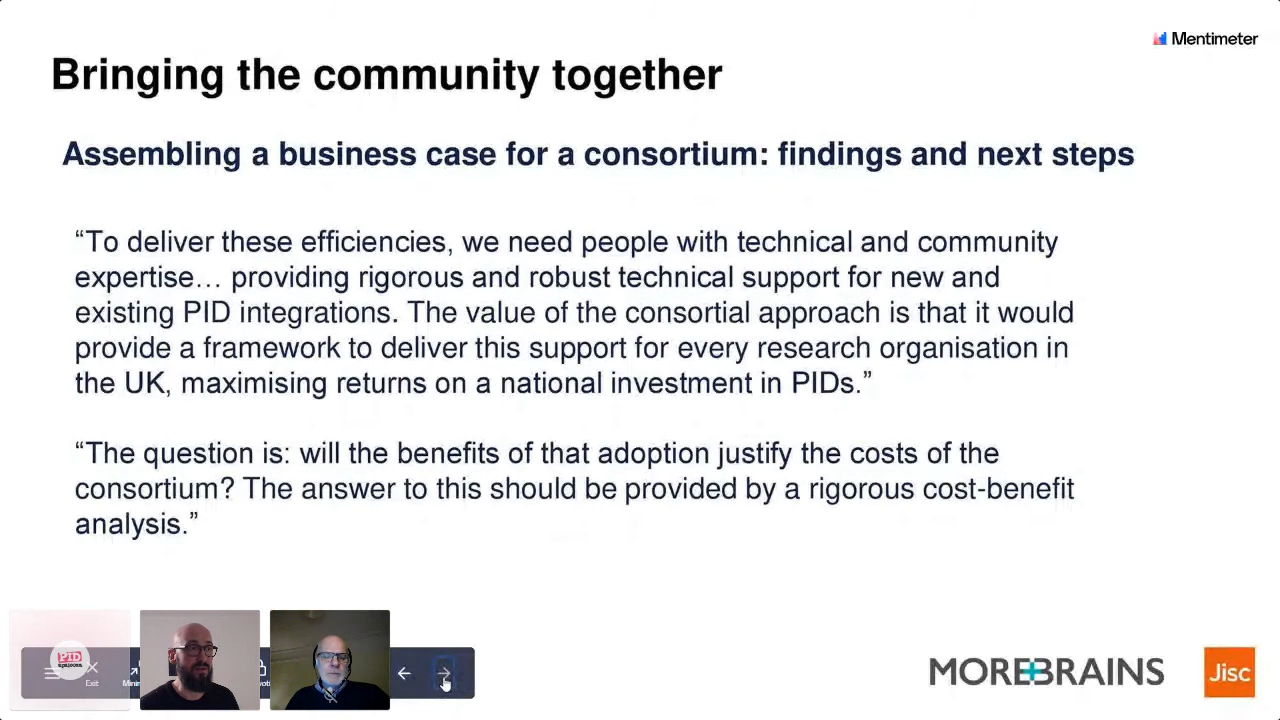 Mentimeter
Bringing the community together
Assembling a business case for a consortium: findings and next steps
“To deliver these efficiencies, we need people with technical and community
expertise… providing rigorous and robust technical support for new and
existing PID integrations. The value of the consortial approach is that it would
provide a framework to deliver this support for every research organisation in
the UK, maximising returns on a national investment in PIDs.”
“The question is: will the benefits of that adoption justify the costs of the
consortium? The answer to this should be provided by a rigorous cost-benefit
analysis.”
PID
apalooza
Exit
MOREBRAINS
Jisc